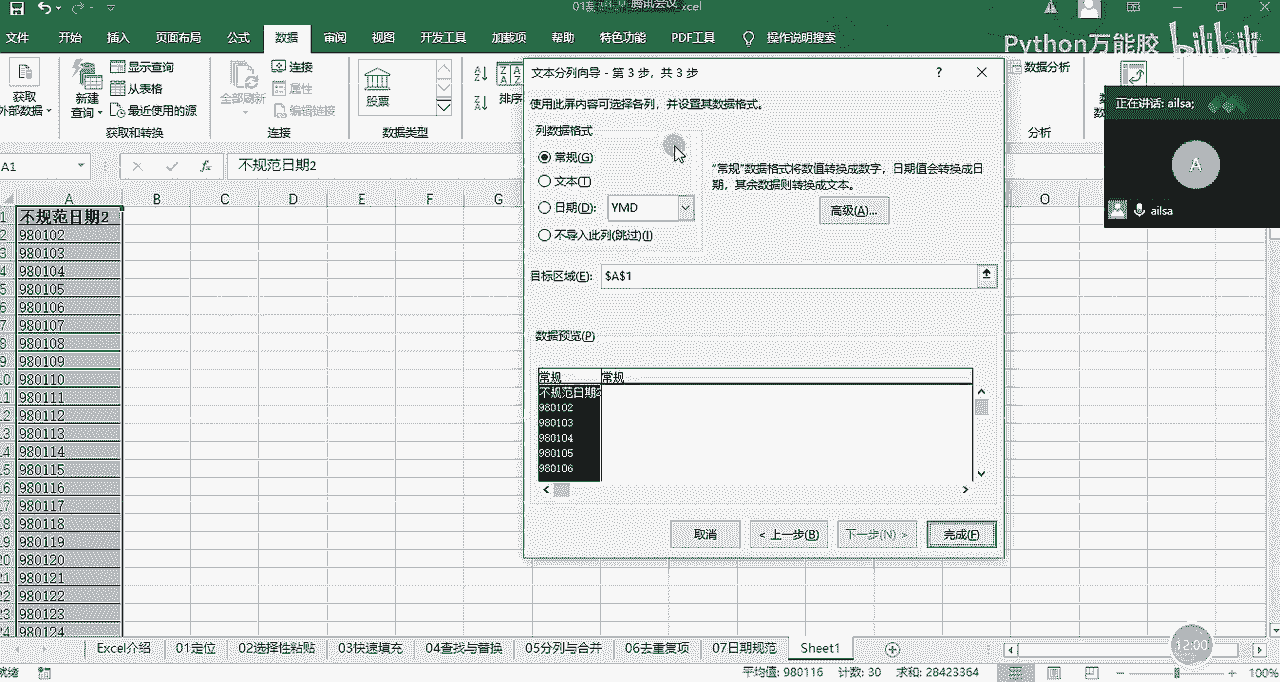 腾讯会议
文件 开始 插入 页面布局 公式 数据 审阅 视图 开发工具 加载项 帮助 特色功能 PDF工具 操作说明搜索
Python万能胶 bilibili
获取
外部数据
新建
查询
显示查询
从表格
最近使用的源
获取和转换
全部刷新
连接
属性
编辑链接
连接
股票
数据类型
排序
数据分析
分析
正在讲话: ailsa;
A
ailsa
A1
fx
不规范日期2
A B C D E F G O
1 不规范日期2
2 980102
3 980103
4 980104
5 980105
6 980106
7 980107
8 980108
9 980109
10 980110
11 980111
12 980112
13 980113
14 980114
15 980115
16 980116
17 980117
18 980118
19 980119
20 980120
21 980121
22 980122
23 980123
24 980124
文本分列向导 - 第 3 步，共 3 步
? ×
使用此屏内容可选择各列，并设置其数据格式。
列数据格式
常规(G)
文本(T)
日期(D): YMD
不导入此列(跳过)(I)
“常规”数据格式将数值转换成数字，日期值会转换成日
期，其余数据则转换成文本。
高级(A)...
目标区域(E): $A$1
数据预览(P)
常规 常规
不规范日期2
980102
980103
980104
980105
980106
取消 < 上一步(B) 下一步(N) > 完成(F)
Excel介绍 01定位 02选择性粘贴 03快速填充 04查找与替换 05分列与合并 06去重复项 07日期规范 Sheet1
12:00
就绪 平均值: 980116 计数: 30 求和: 28423364 100%